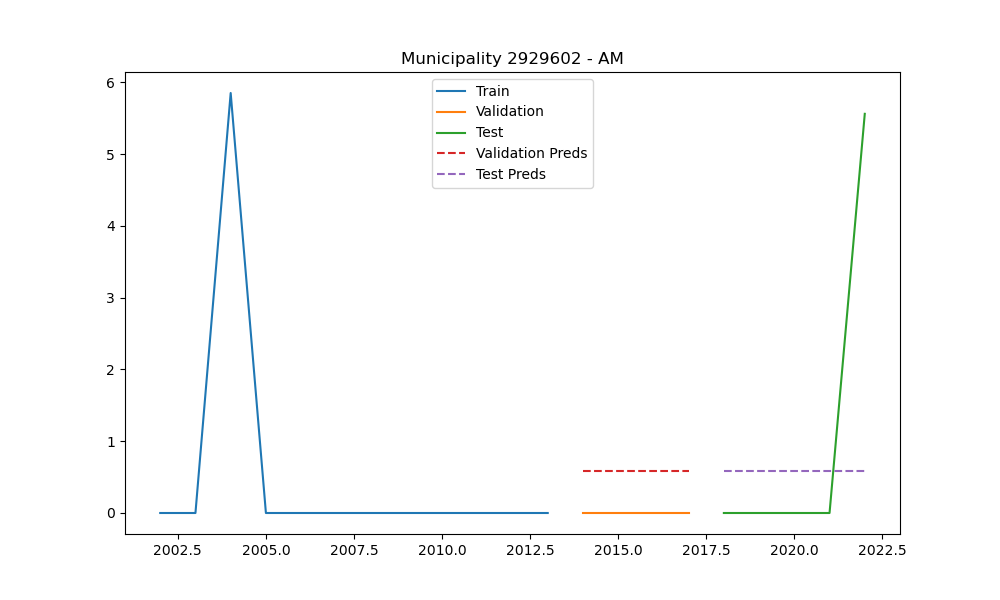 Municipality 2929602 - AM
Train
Validation
Test
Validation Preds
Test Preds
6
5
4
3
2
1
0
2002.5 2005.0 2007.5 2010.0 2012.5 2015.0 2017.5 2020.0 2022.5